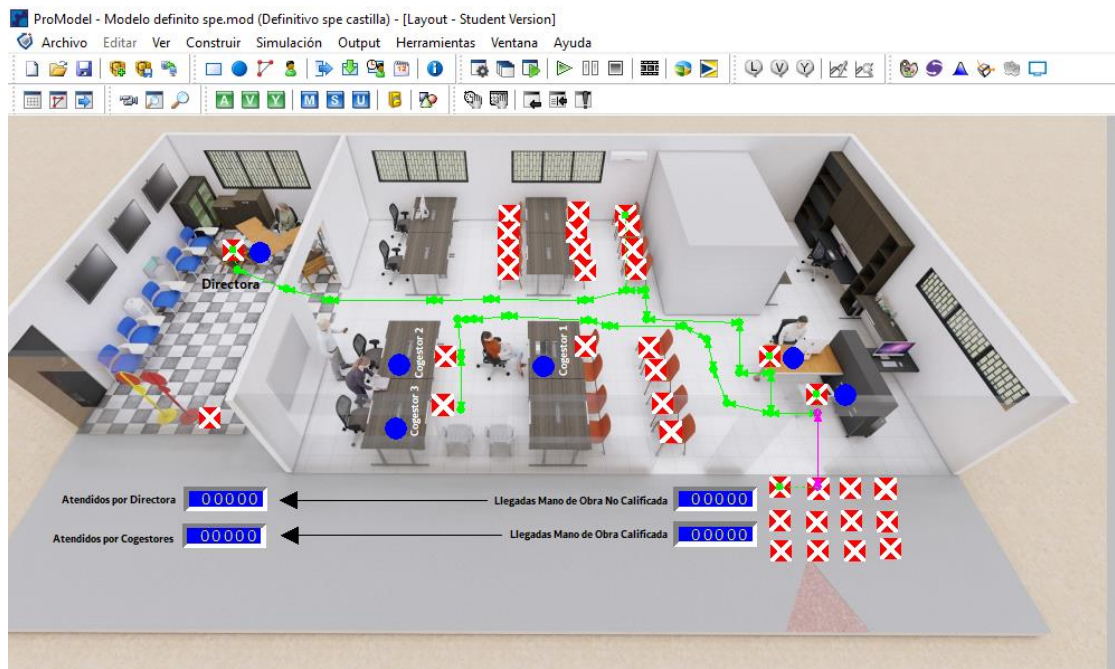 ProModel - Modelo definito spe.mod (Definitivo spe castilla) - [Layout - Student Version]
Archivo Editar Ver Construir Simulación Output Herramientas Ventana Ayuda
L V Y
A V Y M S U
Directora
Cogestor 2
Cogestor 1
Cogestor 3
Atendidos por Directora 00000 Llegadas Mano de Obra No Calificada 00000
Atendidos por Cogestores 00000 Llegadas Mano de Obra Calificada 00000